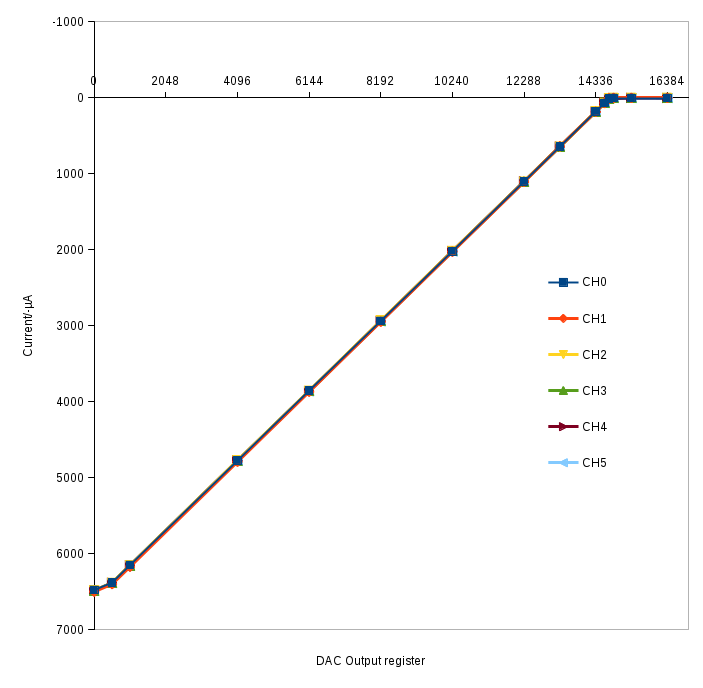 -1000
0 2048 4096 6144 8192 10240 12288 14336 16384
0
1000
2000
3000
4000
5000
6000
7000
Current/-µA
CH0
CH1
CH2
CH3
CH4
CH5
DAC Output register